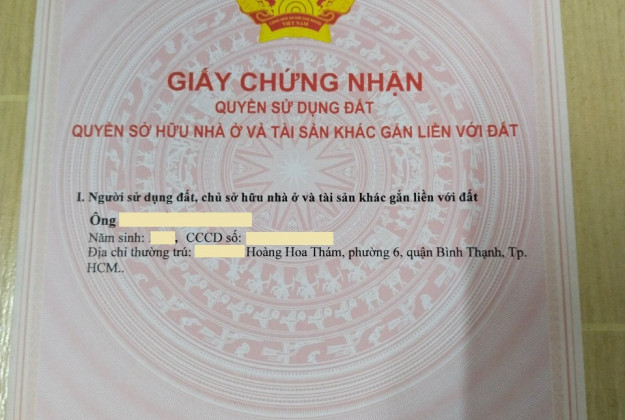 GIẤY CHỨNG NHẬN
QUYỀN SỬ DỤNG ĐẤT
QUYỀN SỞ HỮU NHÀ Ở VÀ TÀI SẢN KHÁC GẮN LIỀN VỚI ĐẤT
I. Người sử dụng đất, chủ sở hữu nhà ở và tài sản khác gắn liền với đất
Ông
Năm sinh: , CCCD số:
Địa chỉ thường trú: Hoàng Hoa Thám, phường 6, quận Bình Thạnh, Tp.
HCM..